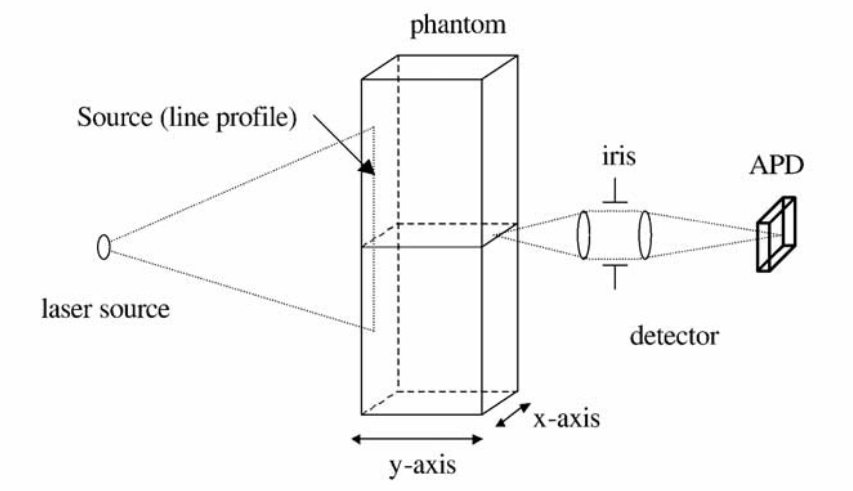 phantom
Source (line profile)
iris
APD
laser source
detector
x-axis
y-axis